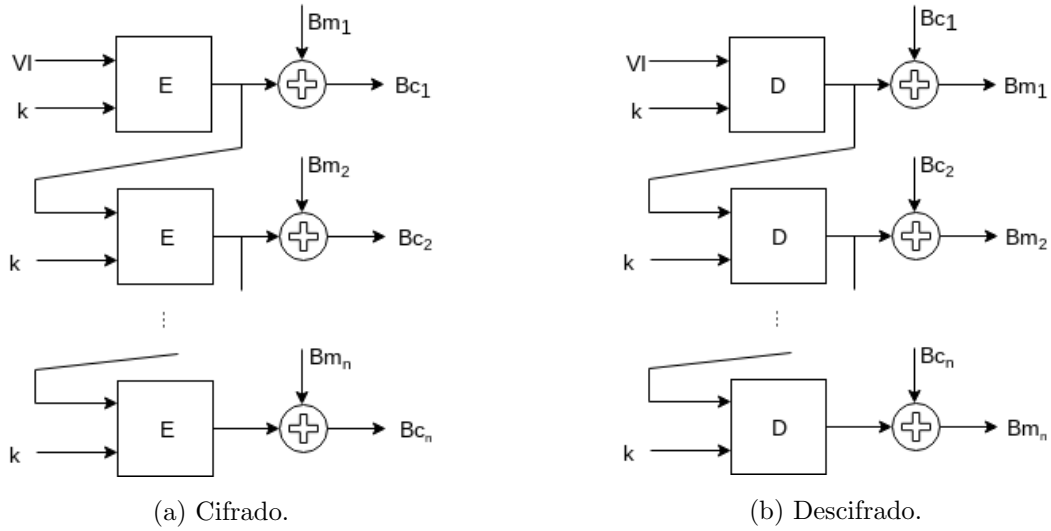 Bm1
VI
E
Bc1
k
Bm2
E
Bc2
k
Bmn
E
Bcn
k
(a) Cifrado.
Bc1
VI
D
Bm1
k
Bc2
D
Bm2
k
Bcn
D
Bmn
k
(b) Descifrado.